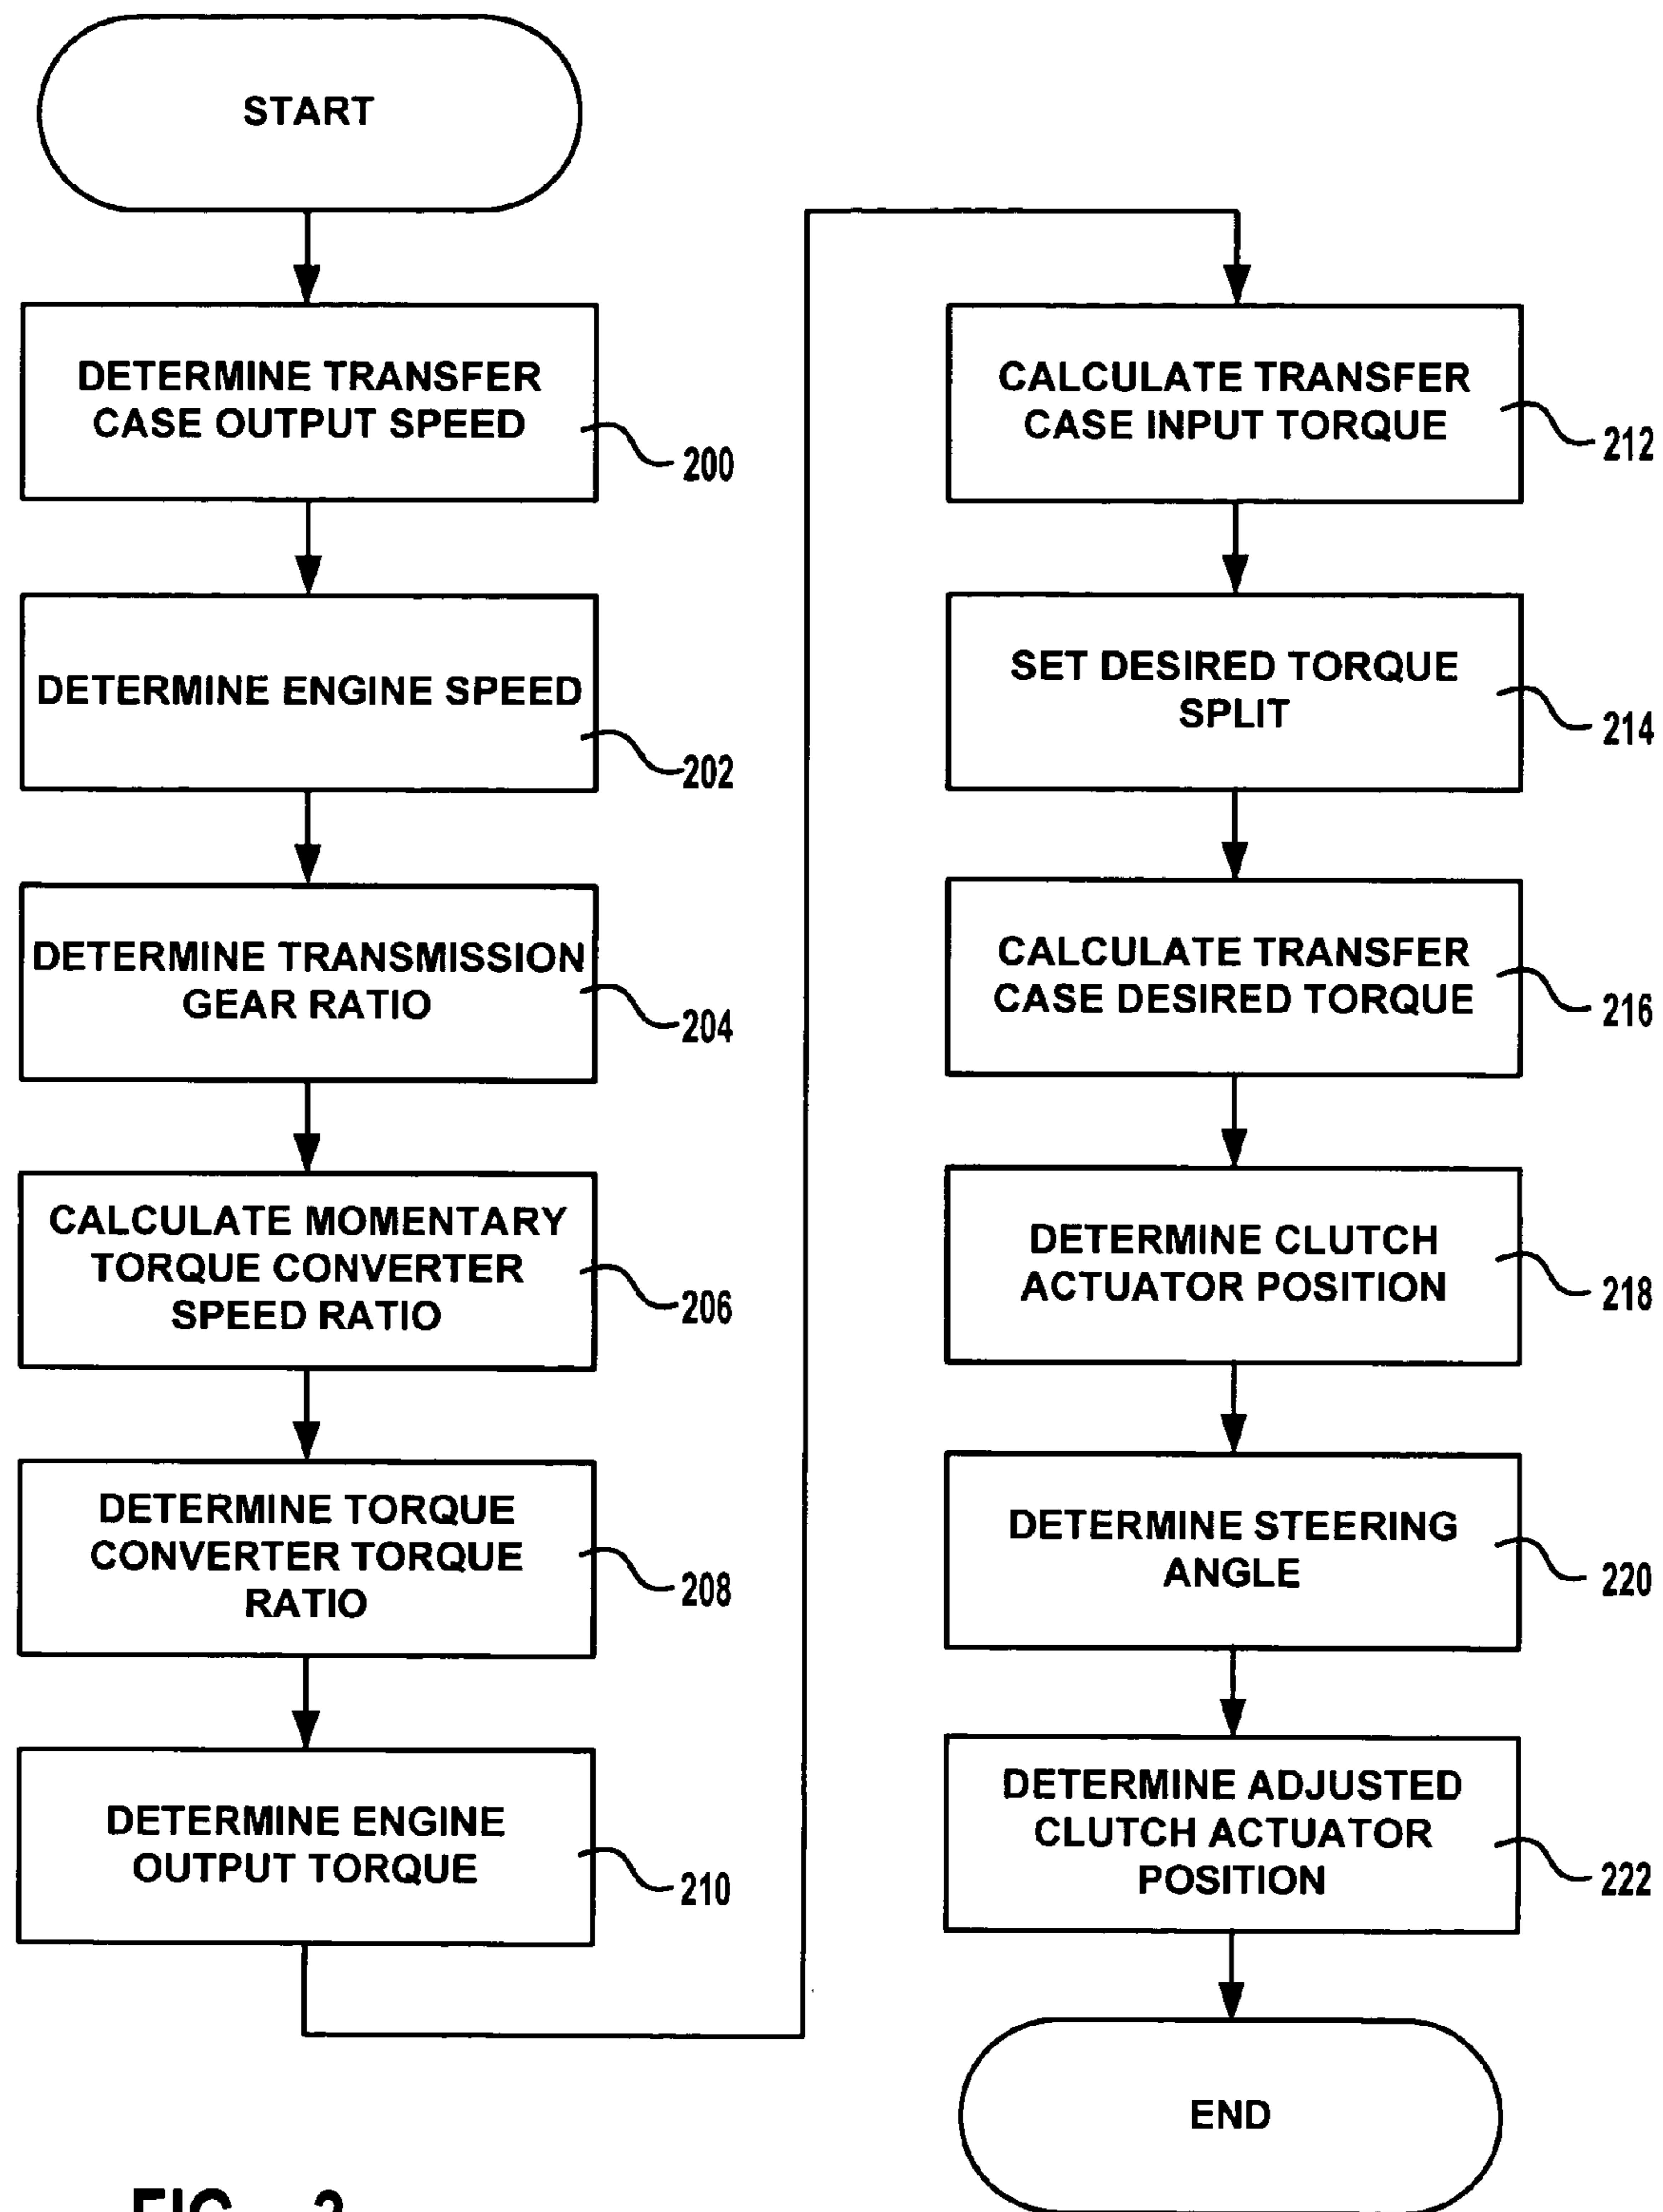 START
DETERMINE TRANSFER
CASE OUTPUT SPEED
200
DETERMINE ENGINE SPEED
202
DETERMINE TRANSMISSION
GEAR RATIO
204
CALCULATE MOMENTARY
TORQUE CONVERTER
SPEED RATIO
206
DETERMINE TORQUE
CONVERTER TORQUE
RATIO
208
DETERMINE ENGINE
OUTPUT TORQUE
210
CALCULATE TRANSFER
CASE INPUT TORQUE
212
SET DESIRED TORQUE
SPLIT
214
CALCULATE TRANSFER
CASE DESIRED TORQUE
216
DETERMINE CLUTCH
ACTUATOR POSITION
218
DETERMINE STEERING
ANGLE
220
DETERMINE ADJUSTED
CLUTCH ACTUATOR
POSITION
222
END